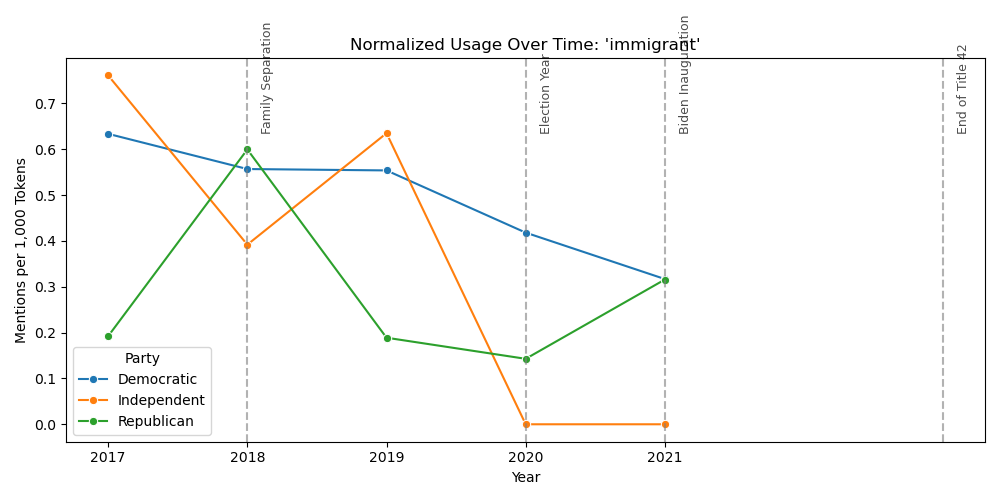 Normalized Usage Over Time: 'immigrant'
Family Separation
Election Year
Biden Inauguration
End of Title 42
Mentions per 1,000 Tokens
0.7
0.6
0.5
0.4
0.3
0.2
0.1
0.0
Party
Democratic
Independent
Republican
2017 2018 2019 2020 2021
Year